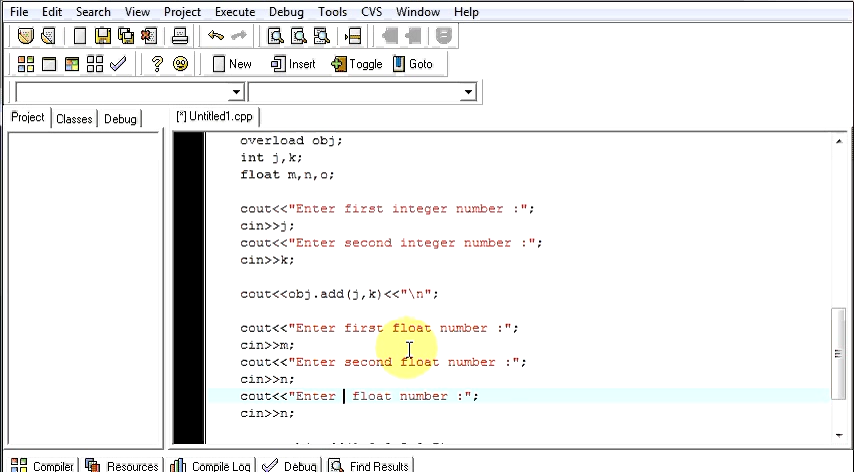 File Edit Search View Project Execute Debug Tools CVS Window Help
New Insert Toggle Goto
Project Classes Debug [*] Untitled1.cpp
overload obj;
int j,k;
float m,n,o;
cout<<"Enter first integer number :";
cin>>j;
cout<<"Enter second integer number :";
cin>>k;
cout<<obj.add(j,k)<<"\n";
cout<<"Enter first float number :";
cin>>m;
cout<<"Enter second float number :";
cin>>n;
cout<<"Enter  float number :";
cin>>n;
Compiler Resources Compile Log Debug Find Results